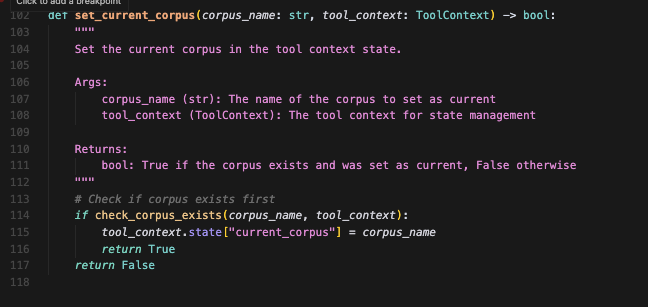 Click to add a breakpoint
102 def set_current_corpus(corpus_name: str, tool_context: ToolContext) -> bool:
103 """
104 Set the current corpus in the tool context state.
105
106 Args:
107 corpus_name (str): The name of the corpus to set as current
108 tool_context (ToolContext): The tool context for state management
109
110 Returns:
111 bool: True if the corpus exists and was set as current, False otherwise
112 """
113 # Check if corpus exists first
114 if check_corpus_exists(corpus_name, tool_context):
115 tool_context.state["current_corpus"] = corpus_name
116 return True
117 return False
118